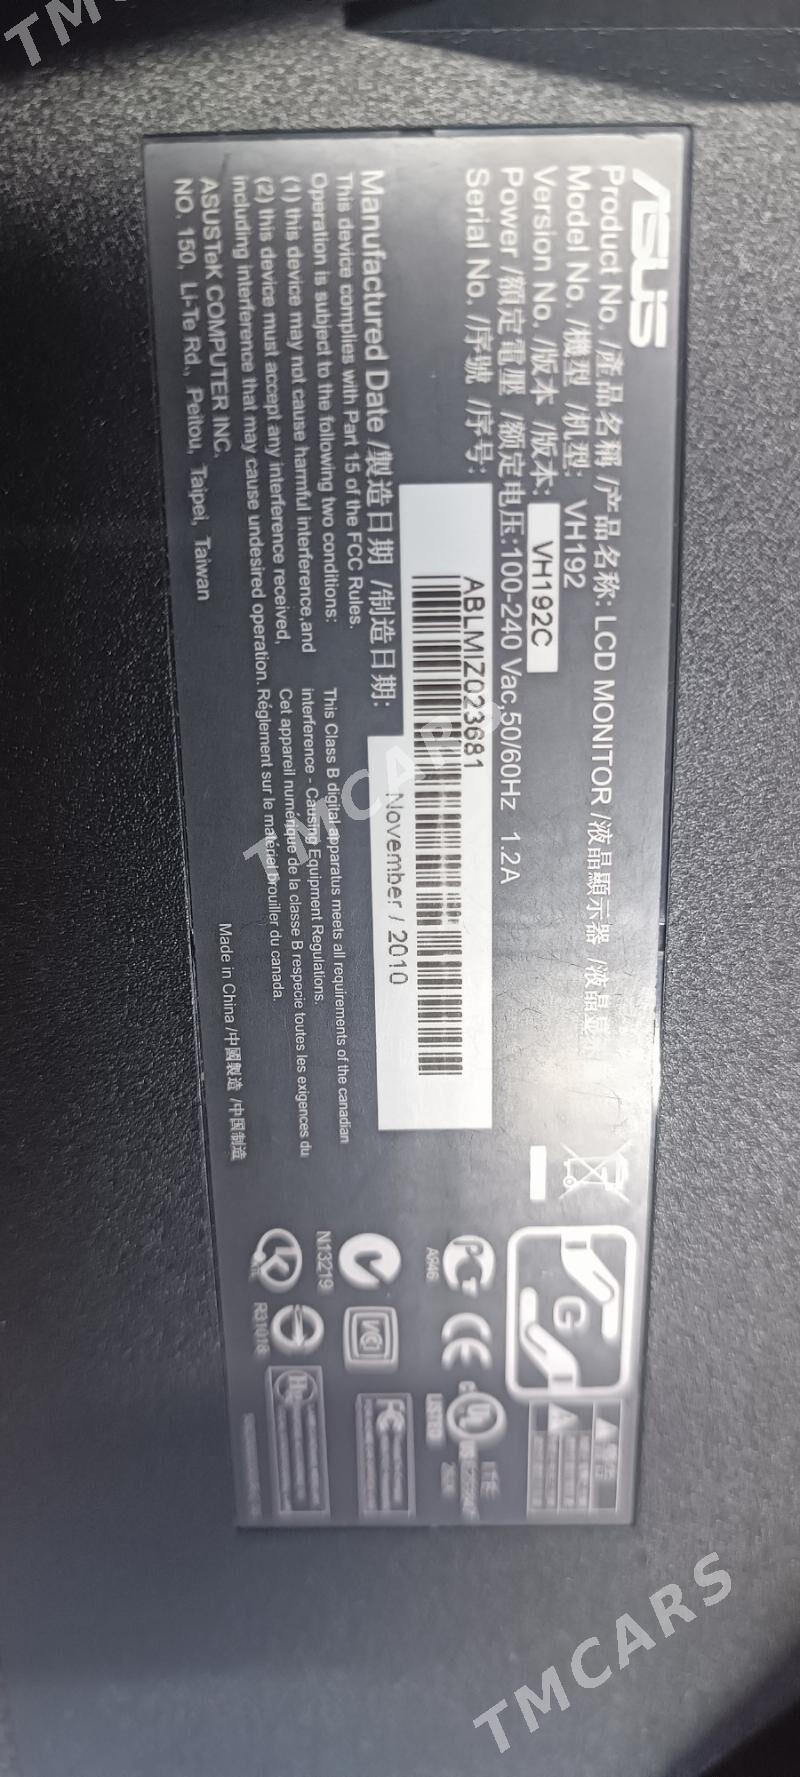 ASUS
Product No. /產品名稱 /产品名称: LCD MONITOR /液晶顯示器 /液晶显示
Model No. /機型 /机型: VH192
Version No. /版本 /版本: VH192C
Power /額定電壓 /额定电压:100-240 Vac,50/60Hz 1.2A
Serial No. /序號 /序号:
ABLMIZ023681
Manufactured Date /製造日期 /制造日期: November / 2010
This device complies with Part 15 of the FCC Rules.
Operation is subject to the following two conditions:
(1) this device may not cause harmful interference,and
(2) this device must accept any interference received,
including interference that may cause undesired operation.
This Class B digital apparatus meets all requirements of the canadian
interference - Causing Equipment Regulations.
Cet appareil numérique de la classe B respecie toutes les exigences du
Réglement sur le matériel brouiller du canada.
ASUSTeK COMPUTER INC.
NO. 150, Li-Te Rd., Peitou, Taipei, Taiwan
Made in China /中國製造 /中国制造
G
A946
CE
UL
LISTED
N13219
FC
TMCARS
TMCARS